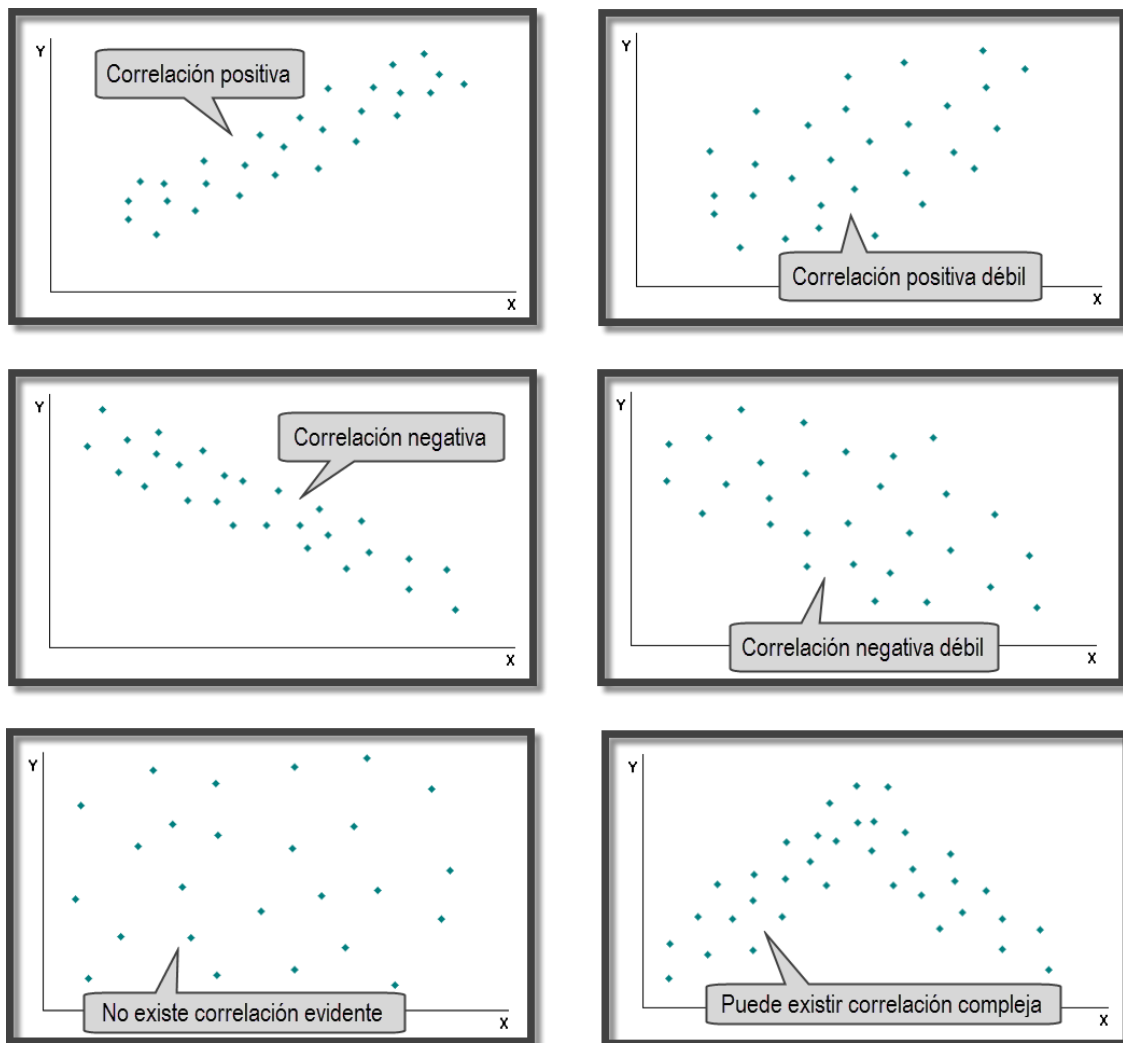 Y
Correlación positiva
X
Y
Correlación positiva débil
X
Y
Correlación negativa
X
Y
Correlación negativa débil
X
Y
No existe correlación evidente
X
Y
Puede existir correlación compleja
X